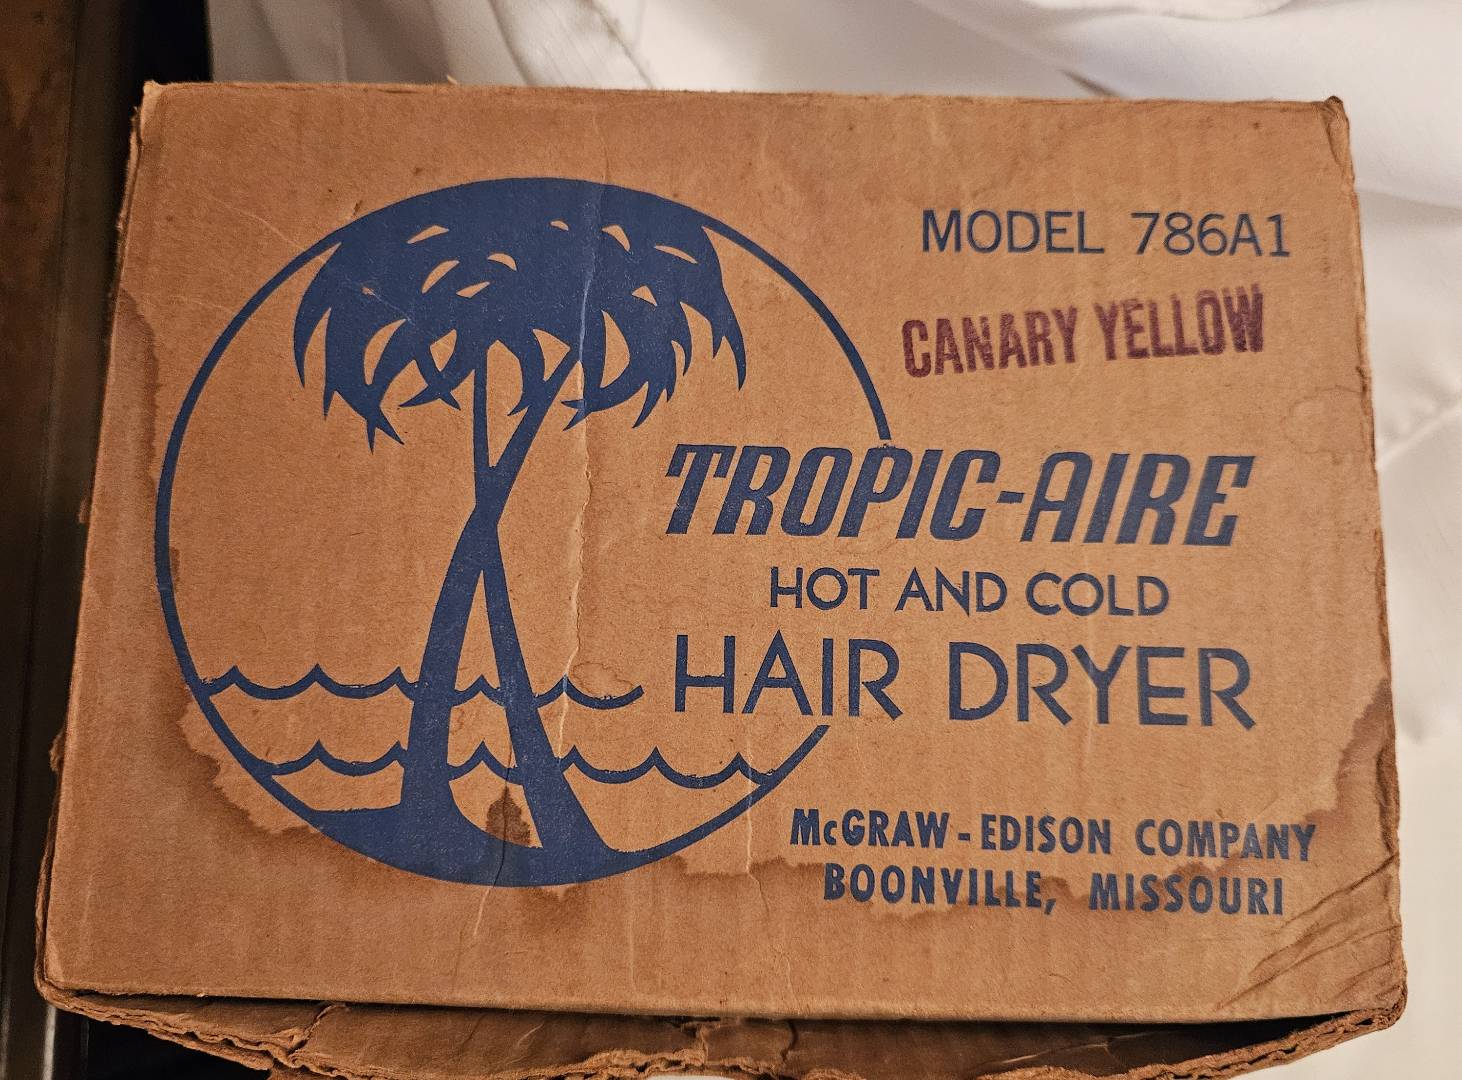 MODEL 786A1
CANARY YELLOW
TROPIC-AIRE
HOT AND COLD
HAIR DRYER
McGRAW-EDISON COMPANY
BOONVILLE, MISSOURI